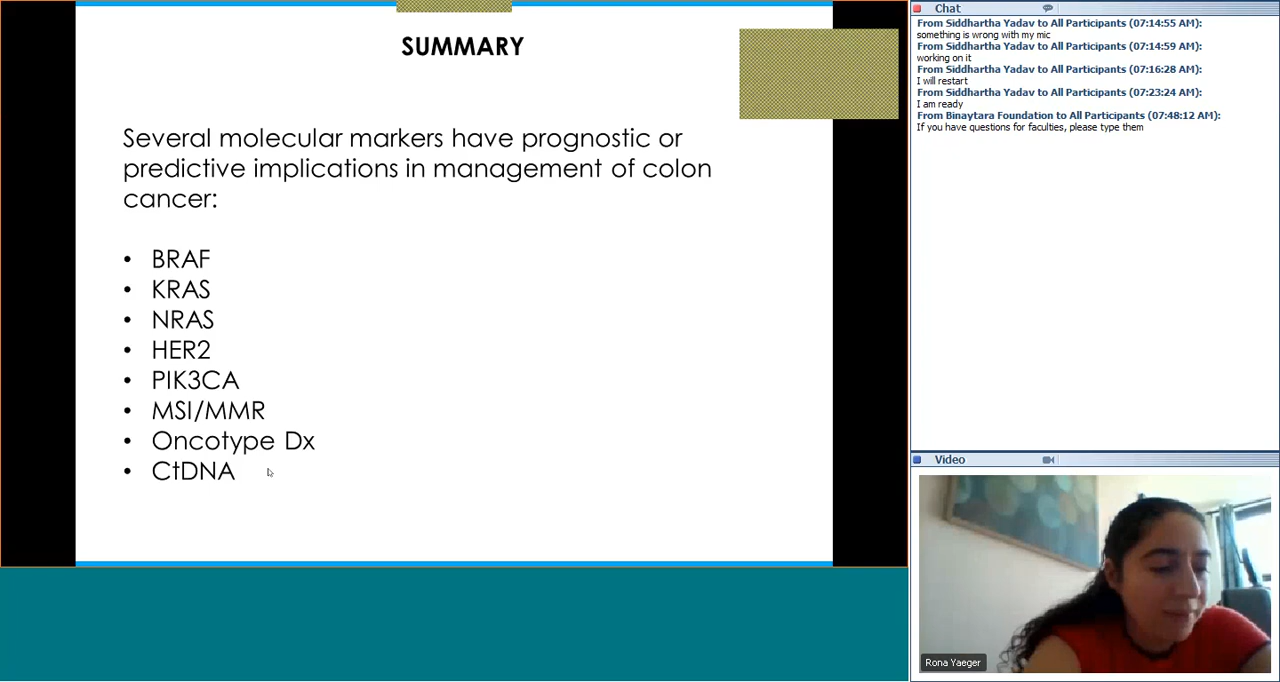 SUMMARY
Several molecular markers have prognostic or
predictive implications in management of colon
cancer:
• BRAF
• KRAS
• NRAS
• HER2
• PIK3CA
• MSI/MMR
• Oncotype Dx
• CtDNA
Chat
From Siddhartha Yadav to All Participants (07:14:55 AM):
something is wrong with my mic
From Siddhartha Yadav to All Participants (07:14:59 AM):
working on it
From Siddhartha Yadav to All Participants (07:16:28 AM):
I will restart
From Siddhartha Yadav to All Participants (07:23:24 AM):
I am ready
From Binaytara Foundation to All Participants (07:48:12 AM):
If you have questions for faculties, please type them
Video
Rona Yaeger